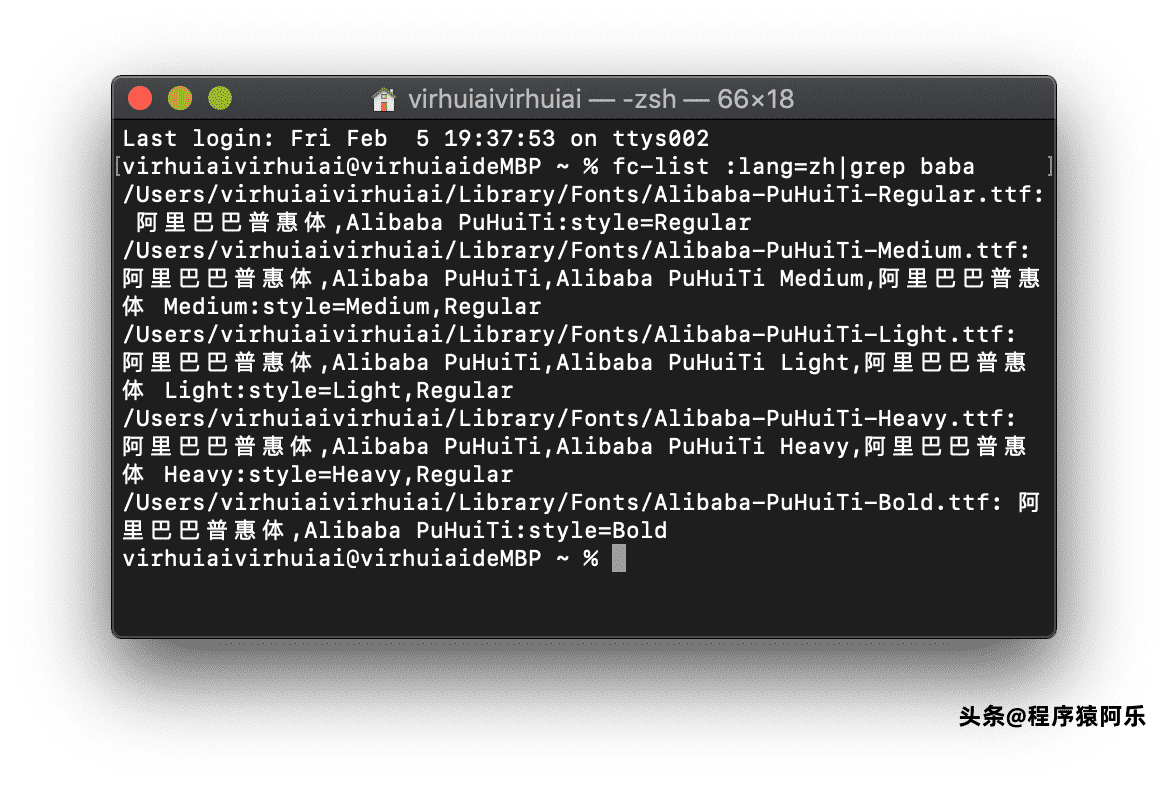 virhuiaivirhuiai — -zsh — 66×18
Last login: Fri Feb  5 19:37:53 on ttys002
[virhuiaivirhuiai@virhuiaideMBP ~ % fc-list :lang=zh|grep baba ]
/Users/virhuiaivirhuiai/Library/Fonts/Alibaba-PuHuiTi-Regular.ttf:
 阿里巴巴普惠体,Alibaba PuHuiTi:style=Regular
/Users/virhuiaivirhuiai/Library/Fonts/Alibaba-PuHuiTi-Medium.ttf:
阿里巴巴普惠体,Alibaba PuHuiTi,Alibaba PuHuiTi Medium,阿里巴巴普惠
体 Medium:style=Medium,Regular
/Users/virhuiaivirhuiai/Library/Fonts/Alibaba-PuHuiTi-Light.ttf:
阿里巴巴普惠体,Alibaba PuHuiTi,Alibaba PuHuiTi Light,阿里巴巴普惠
体 Light:style=Light,Regular
/Users/virhuiaivirhuiai/Library/Fonts/Alibaba-PuHuiTi-Heavy.ttf:
阿里巴巴普惠体,Alibaba PuHuiTi,Alibaba PuHuiTi Heavy,阿里巴巴普惠
体 Heavy:style=Heavy,Regular
/Users/virhuiaivirhuiai/Library/Fonts/Alibaba-PuHuiTi-Bold.ttf: 阿
里巴巴普惠体,Alibaba PuHuiTi:style=Bold
virhuiaivirhuiai@virhuiaideMBP ~ %
头条@程序猿阿乐